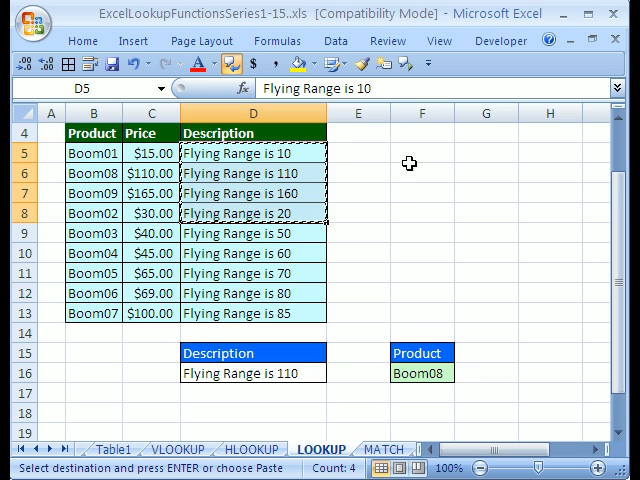 ExcelLookupFunctionsSeries1-15..xls [Compatibility Mode] - Microsoft Excel
Home Insert Page Layout Formulas Data Review View Developer
D5 fx Flying Range is 10
A B C D E F G H
4 Product Price Description
5 Boom01 $15.00 Flying Range is 10
6 Boom08 $110.00 Flying Range is 110
7 Boom09 $165.00 Flying Range is 160
8 Boom02 $30.00 Flying Range is 20
9 Boom03 $40.00 Flying Range is 50
10 Boom04 $45.00 Flying Range is 60
11 Boom05 $65.00 Flying Range is 70
12 Boom06 $69.00 Flying Range is 80
13 Boom07 $100.00 Flying Range is 85
14
15 Description Product
16 Flying Range is 110 Boom08
17
18
19
Table1 VLOOKUP HLOOKUP LOOKUP MATCH
Select destination and press ENTER or choose Paste Count: 4 100%